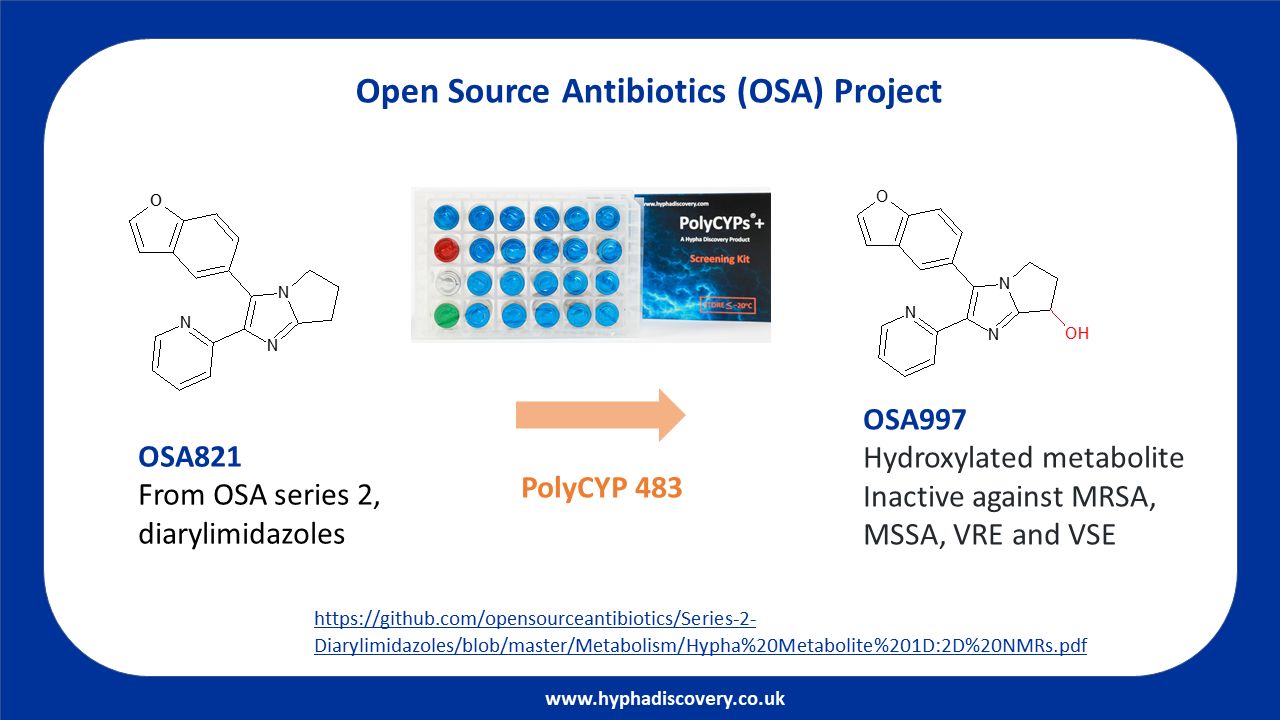 Open Source Antibiotics (OSA) Project
O
N
N
N
www.hyphadiscovery.com
PolyCYPs®+
A Hypha Discovery Product
Screening Kit
STORE ≤ -20°C
O
N
N
N
OH
OSA821
From OSA series 2,
diarylimidazoles
PolyCYP 483
OSA997
Hydroxylated metabolite
Inactive against MRSA,
MSSA, VRE and VSE
https://github.com/opensourceantibiotics/Series-2-
Diarylimidazoles/blob/master/Metabolism/Hypha%20Metabolite%201D:2D%20NMRs.pdf
www.hyphadiscovery.co.uk